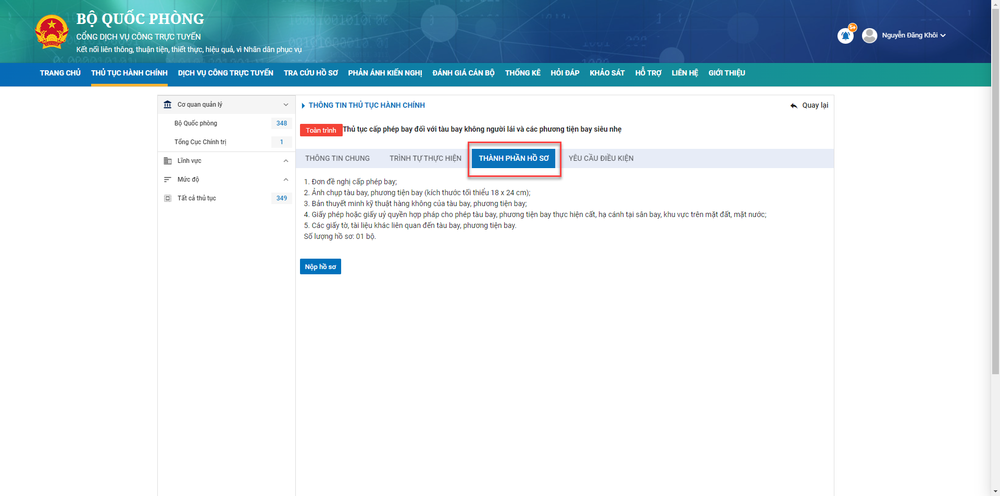 BỘ QUỐC PHÒNG
CỔNG DỊCH VỤ CÔNG TRỰC TUYẾN
Kết nối liên thông, thuận tiện, thiết thực, hiệu quả, vì Nhân dân phục vụ
5+
Nguyễn Đăng Khôi
TRANG CHỦ THỦ TỤC HÀNH CHÍNH DỊCH VỤ CÔNG TRỰC TUYẾN TRA CỨU HỒ SƠ PHẢN ÁNH KIẾN NGHỊ ĐÁNH GIÁ CÁN BỘ THỐNG KÊ HỎI ĐÁP KHẢO SÁT HỖ TRỢ LIÊN HỆ GIỚI THIỆU
Cơ quan quản lý
Bộ Quốc phòng 348
Tổng Cục Chính trị 1
Lĩnh vực
Mức độ
Tất cả thủ tục 349
THÔNG TIN THỦ TỤC HÀNH CHÍNH
Quay lại
Toàn trình Thủ tục cấp phép bay đối với tàu bay không người lái và các phương tiện bay siêu nhẹ
THÔNG TIN CHUNG TRÌNH TỰ THỰC HIỆN THÀNH PHẦN HỒ SƠ YÊU CẦU ĐIỀU KIỆN
1. Đơn đề nghị cấp phép bay;
2. Ảnh chụp tàu bay, phương tiện bay (kích thước tối thiểu 18 x 24 cm);
3. Bản thuyết minh kỹ thuật hàng không của tàu bay, phương tiện bay;
4. Giấy phép hoặc giấy uỷ quyền hợp pháp cho phép tàu bay, phương tiện bay thực hiện cất, hạ cánh tại sân bay, khu vực trên mặt đất, mặt nước;
5. Các giấy tờ, tài liệu khác liên quan đến tàu bay, phương tiện bay.
Số lượng hồ sơ: 01 bộ.
Nộp hồ sơ